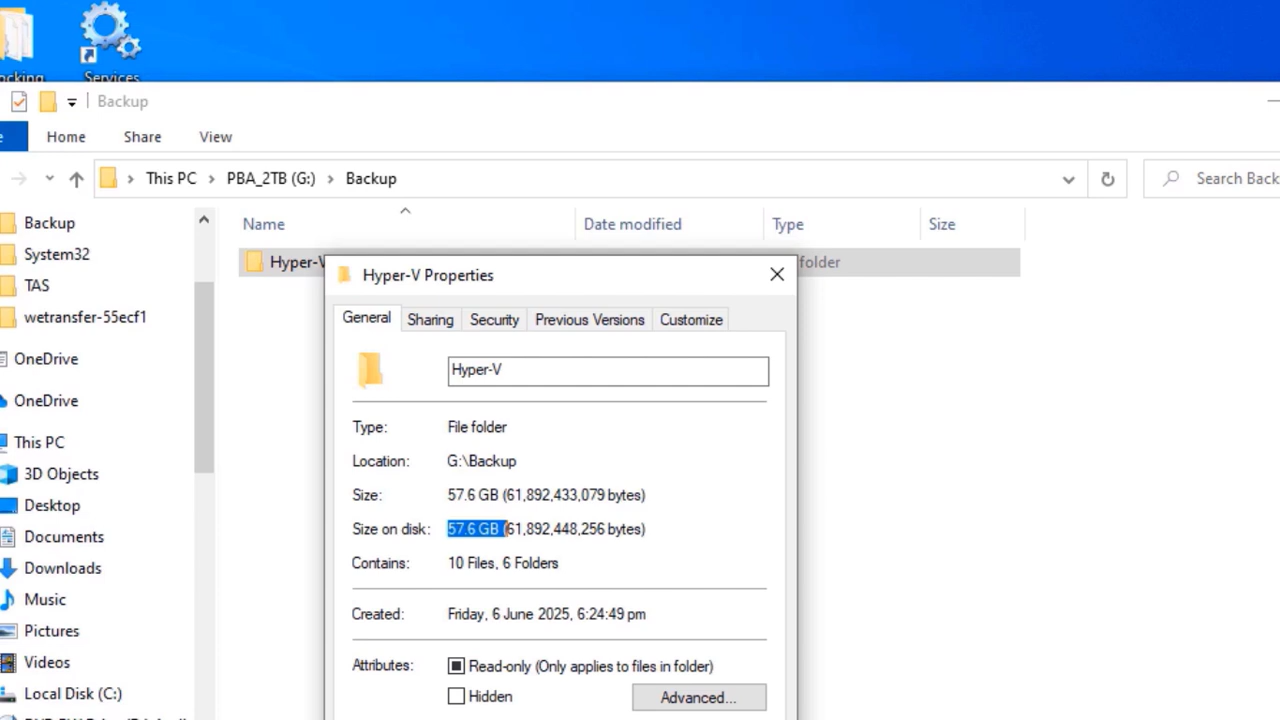 ocking
Services
Backup
Home Share View
This PC > PBA_2TB (G:) > Backup
Search Back
Name Date modified Type Size
Backup
System32
TAS
wetransfer-55ecf1
OneDrive
OneDrive
This PC
3D Objects
Desktop
Documents
Downloads
Music
Pictures
Videos
Local Disk (C:)
Hyper-V
folder
Hyper-V Properties
General Sharing Security Previous Versions Customize
Hyper-V
Type: File folder
Location: G:\Backup
Size: 57.6 GB (61,892,433,079 bytes)
Size on disk: 57.6 GB (61,892,448,256 bytes)
Contains: 10 Files, 6 Folders
Created: Friday, 6 June 2025, 6:24:49 pm
Attributes: Read-only (Only applies to files in folder)
Hidden Advanced...